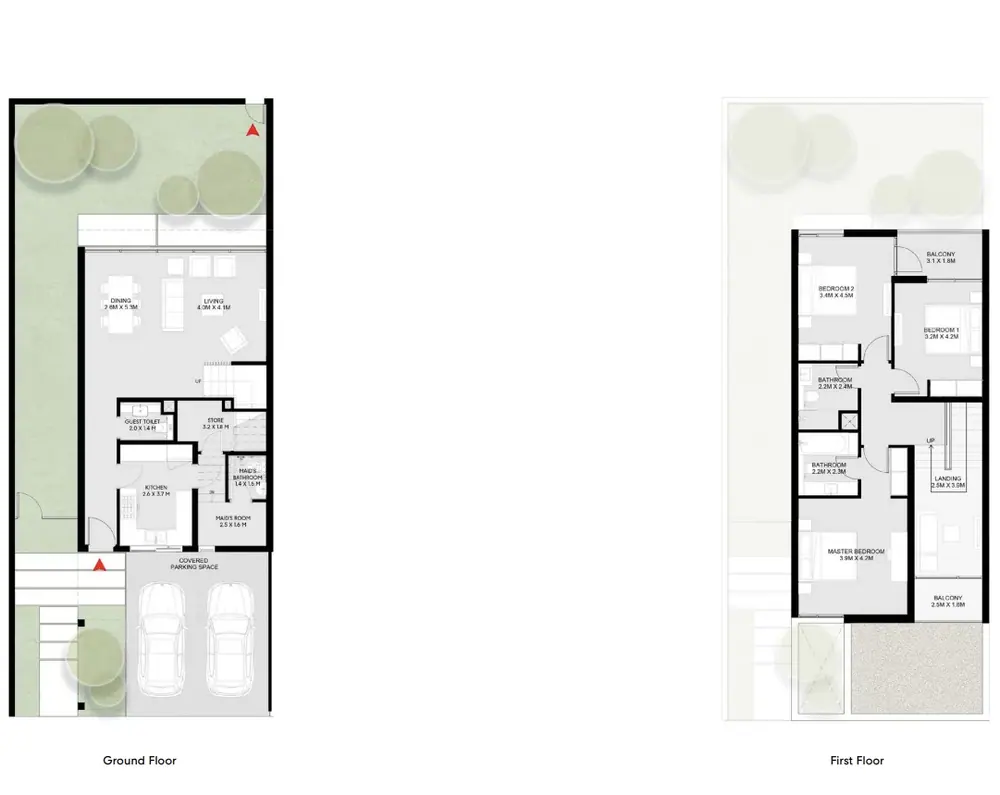 DINING
2.6M X 5.3M
LIVING
4.0M X 4.1M
UP
GUEST TOILET
2.0 X 1.4 M
STORE
3.2 X 1.8 M
MAID'S
BATHROOM
1.4 X 1.6 M
KITCHEN
2.6 X 3.7 M
MAID'S ROOM
2.5 X 1.6 M
COVERED
PARKING SPACE
Ground Floor
BALCONY
3.1 X 1.8M
BEDROOM 2
3.4M X 4.5M
BEDROOM 1
3.2M X 4.2M
BATHROOM
2.2M X 2.4M
UP
BATHROOM
2.2M X 2.3M
LANDING
2.5M X 3.9M
MASTER BEDROOM
3.9M X 4.2M
BALCONY
2.5M X 1.8M
First Floor